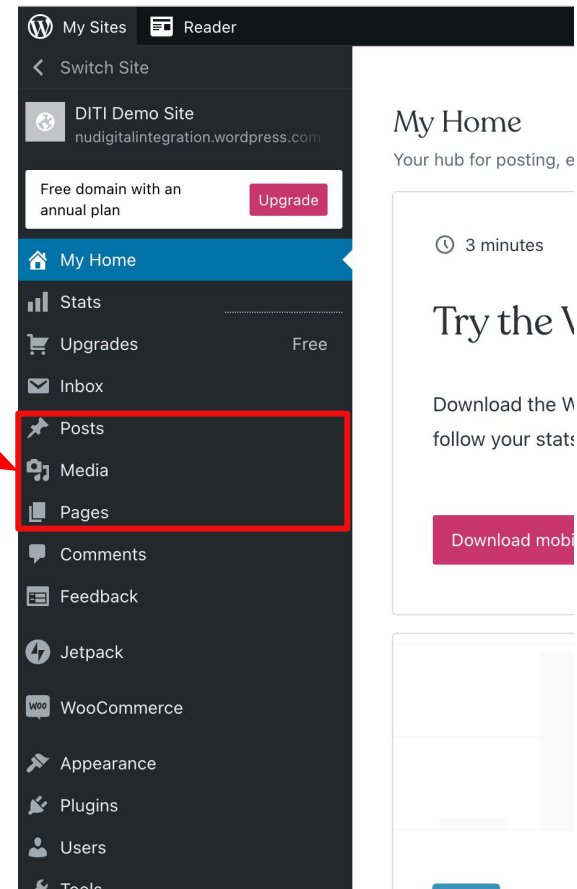 My Sites Reader
Switch Site
DITI Demo Site
nudigitalintegration.wordpress.com
Free domain with an
annual plan
Upgrade
My Home
Stats
Upgrades Free
Inbox
Posts
Media
Pages
Comments
Feedback
Jetpack
Woo WooCommerce
Appearance
Plugins
Users
Tools
My Home
Your hub for posting, e
3 minutes
Try the
Download the W
follow your stats
Download mobi